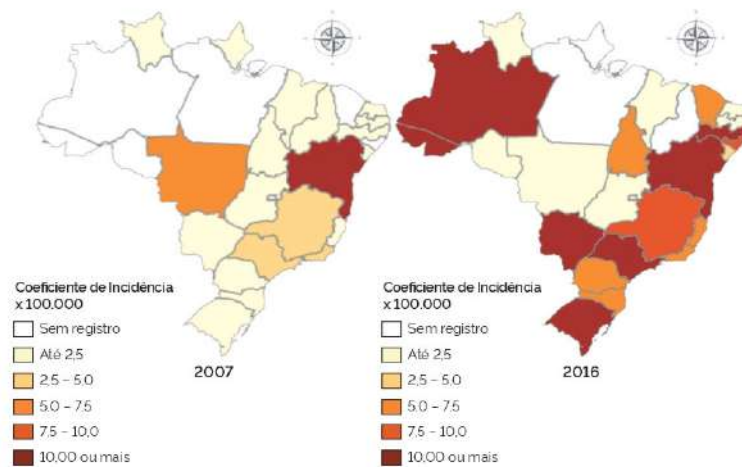 Coeficiente de Incidência
x100.000
Sem registro
Até 2,5
2,5 – 5,0
5,0 – 7,5
7,5 – 10,0
10,00 ou mais
2007
Coeficiente de Incidência
x100.000
Sem registro
Até 2,5
2,5 – 5,0
5,0 – 7,5
7,5 – 10,0
10,00 ou mais
2016